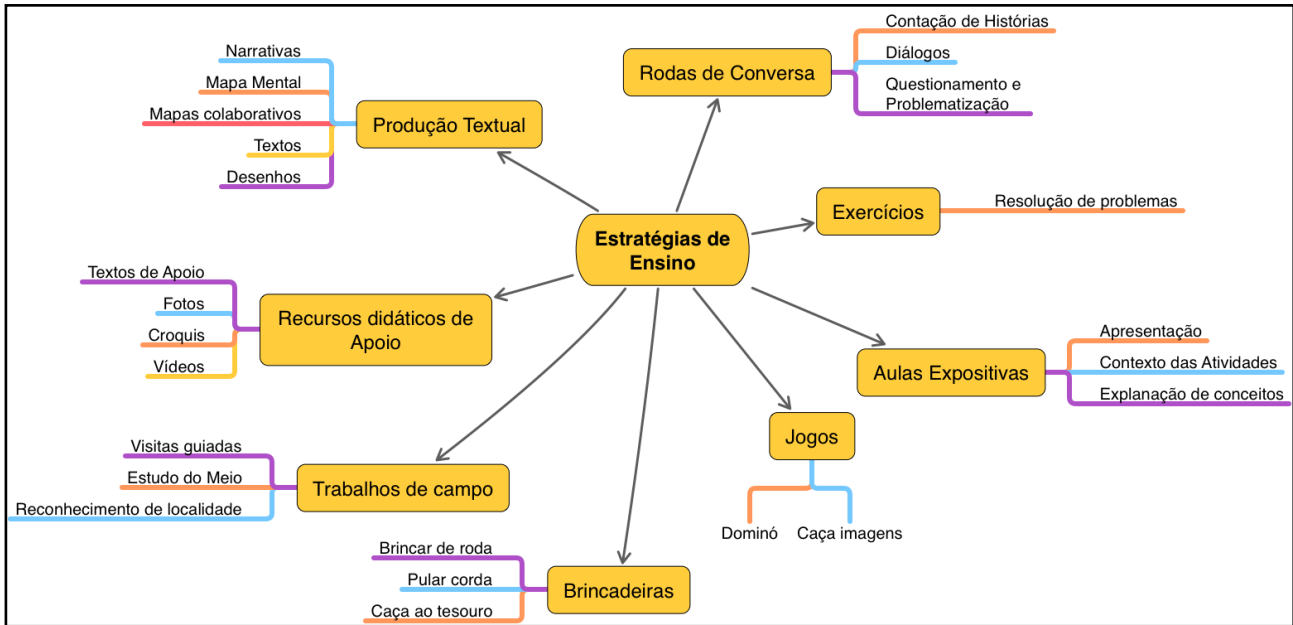 Estratégias de
Ensino
Produção Textual
Narrativas
Mapa Mental
Mapas colaborativos
Textos
Desenhos
Rodas de Conversa
Contação de Histórias
Diálogos
Questionamento e
Problematização
Exercícios
Resolução de problemas
Recursos didáticos de
Apoio
Textos de Apoio
Fotos
Croquis
Vídeos
Aulas Expositivas
Apresentação
Contexto das Atividades
Explanação de conceitos
Jogos
Dominó
Caça imagens
Trabalhos de campo
Visitas guiadas
Estudo do Meio
Reconhecimento de localidade
Brincadeiras
Brincar de roda
Pular corda
Caça ao tesouro